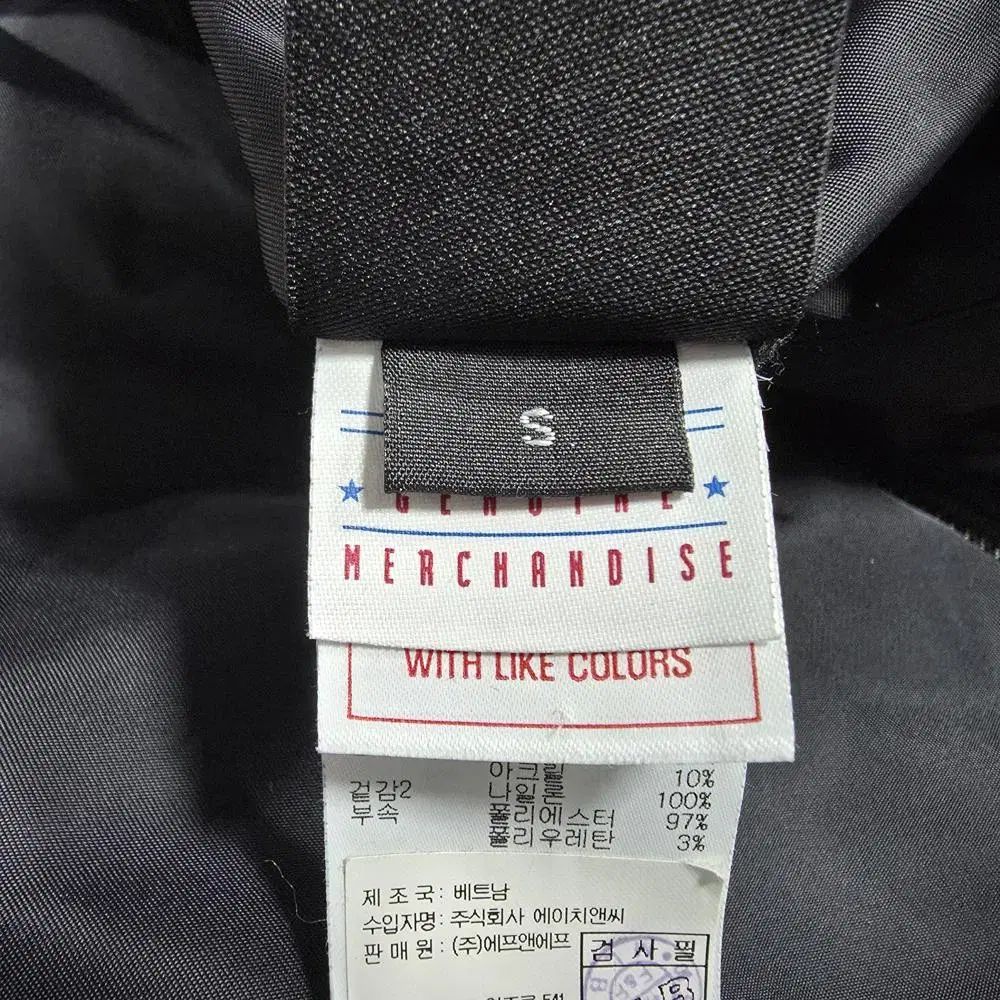 S
GENUINE
MERCHANDISE
WITH LIKE COLORS
아크릴 10%
겉감2 나일론 100%
부속 폴리에스터 97%
폴리우레탄 3%
제 조 국: 베트남
수입자명: 주식회사 에이치앤씨
판 매 원: (주)에프앤에프
검 사 필